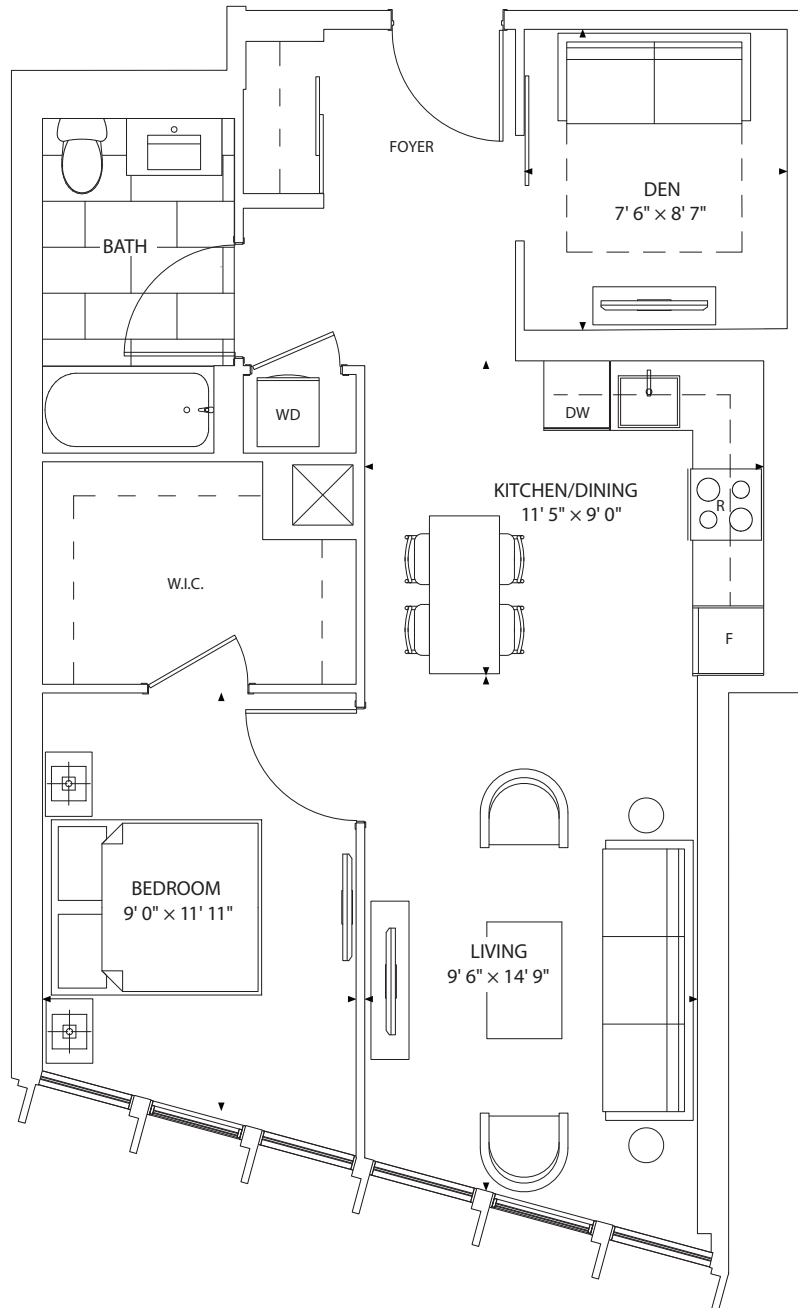 FOYER
DEN
7' 6" × 8' 7"
BATH
WD
DW
KITCHEN/DINING
11' 5" × 9' 0"
R
W.I.C.
F
BEDROOM
9' 0" × 11' 11"
LIVING
9' 6" × 14' 9"